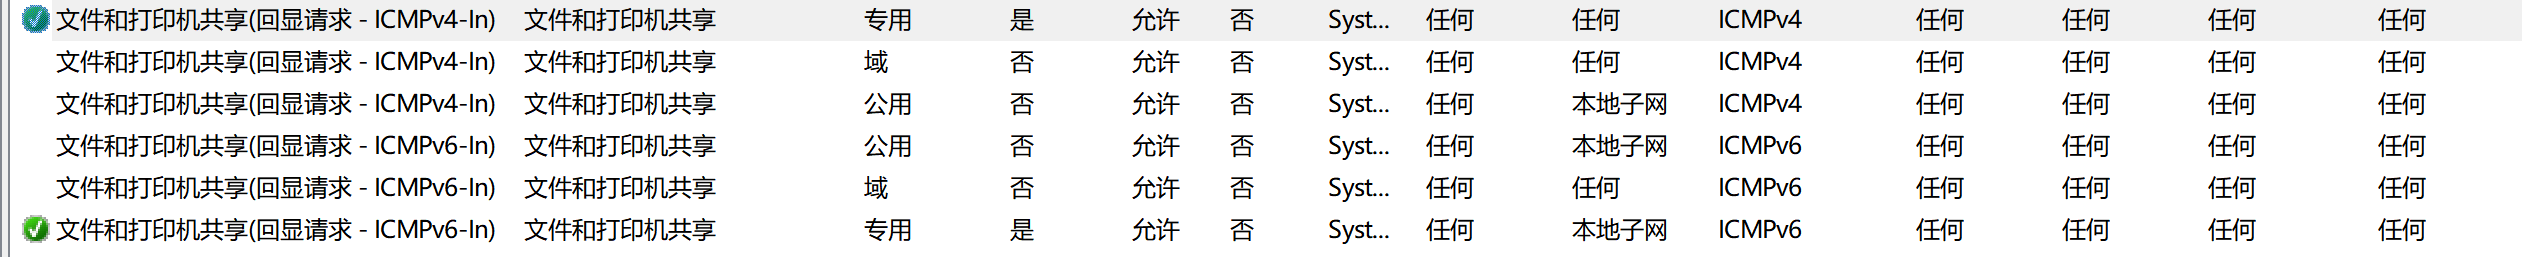 文件和打印机共享(回显请求 - ICMPv4-In) 文件和打印机共享 专用 是 允许 否 Syst... 任何 任何 ICMPv4 任何 任何 任何 任何
文件和打印机共享(回显请求 - ICMPv4-In) 文件和打印机共享 域 否 允许 否 Syst... 任何 任何 ICMPv4 任何 任何 任何 任何
文件和打印机共享(回显请求 - ICMPv4-In) 文件和打印机共享 公用 否 允许 否 Syst... 任何 本地子网 ICMPv4 任何 任何 任何 任何
文件和打印机共享(回显请求 - ICMPv6-In) 文件和打印机共享 公用 否 允许 否 Syst... 任何 本地子网 ICMPv6 任何 任何 任何 任何
文件和打印机共享(回显请求 - ICMPv6-In) 文件和打印机共享 域 否 允许 否 Syst... 任何 任何 ICMPv6 任何 任何 任何 任何
文件和打印机共享(回显请求 - ICMPv6-In) 文件和打印机共享 专用 是 允许 否 Syst... 任何 本地子网 ICMPv6 任何 任何 任何 任何